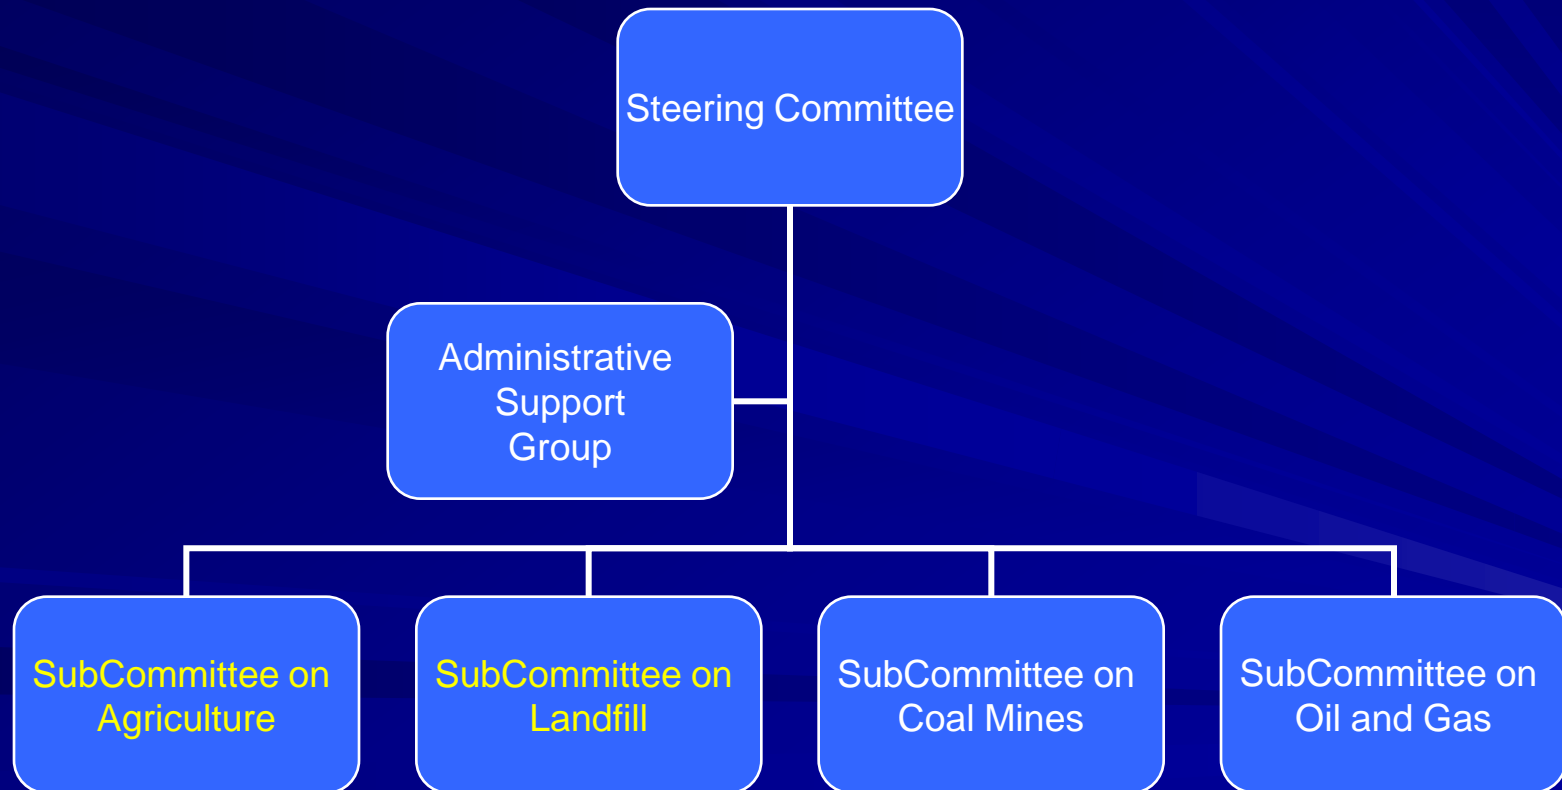 Steering Committee
Administrative
Support
Group
SubCommittee on
Agriculture
SubCommittee on
Landfill
SubCommittee on
Coal Mines
SubCommittee on
Oil and Gas